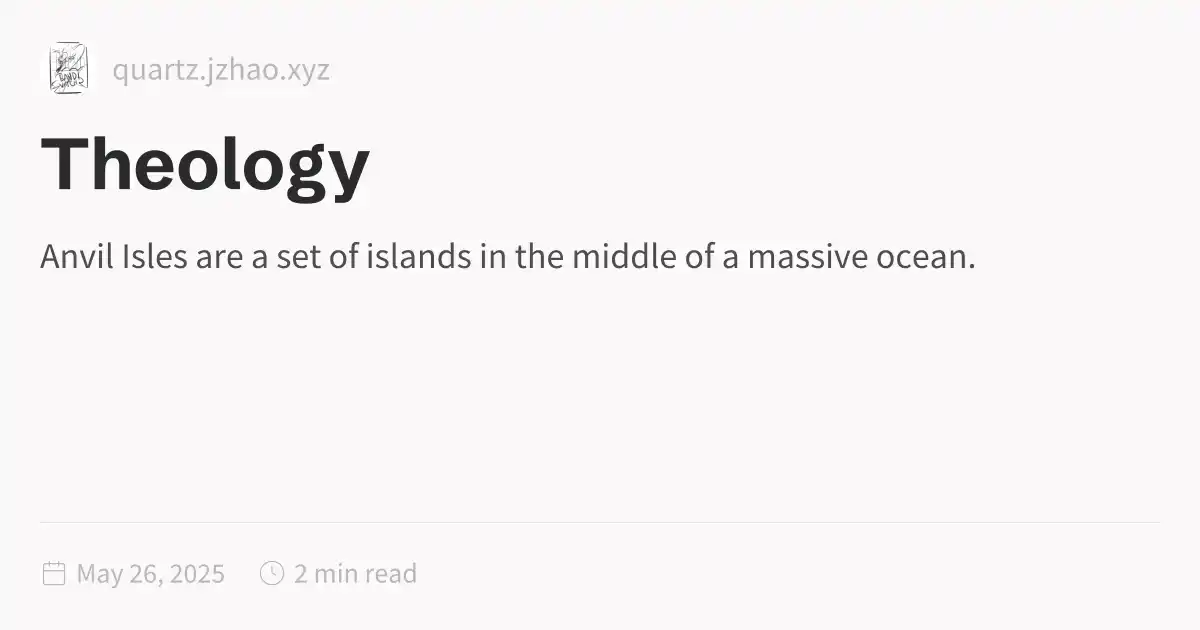 quartz.jzhao.xyz
Theology
Anvil Isles are a set of islands in the middle of a massive ocean.
May 26, 2025 2 min read